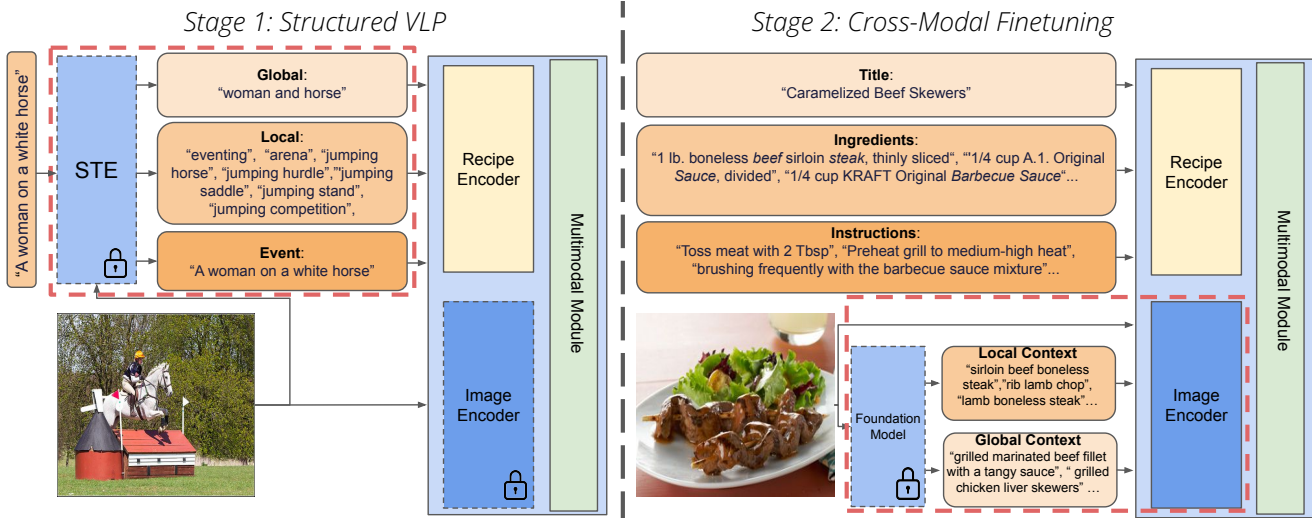 Stage 1: Structured VLP
"A woman on a white horse"
STE
Global:
"woman and horse"
Local:
"eventing", "arena", "jumping
horse", "jumping hurdle","jumping
saddle", "jumping stand",
"jumping competition",
Event:
"A woman on a white horse"
Recipe
Encoder
Image
Encoder
Multimodal Module
Stage 2: Cross-Modal Finetuning
Title:
"Caramelized Beef Skewers"
Ingredients:
"1 lb. boneless beef sirloin steak, thinly sliced", "'1/4 cup A.1. Original
Sauce, divided", "1/4 cup KRAFT Original Barbecue Sauce"...
Instructions:
"Toss meat with 2 Tbsp", "Preheat grill to medium-high heat",
"brushing frequently with the barbecue sauce mixture"...
Foundation
Model
Local Context
"sirloin beef boneless
steak","rib lamb chop",
"lamb boneless steak"...
Global Context
"grilled marinated beef fillet
with a tangy sauce", " grilled
chicken liver skewers" ...
Recipe
Encoder
Image
Encoder
Multimodal Module